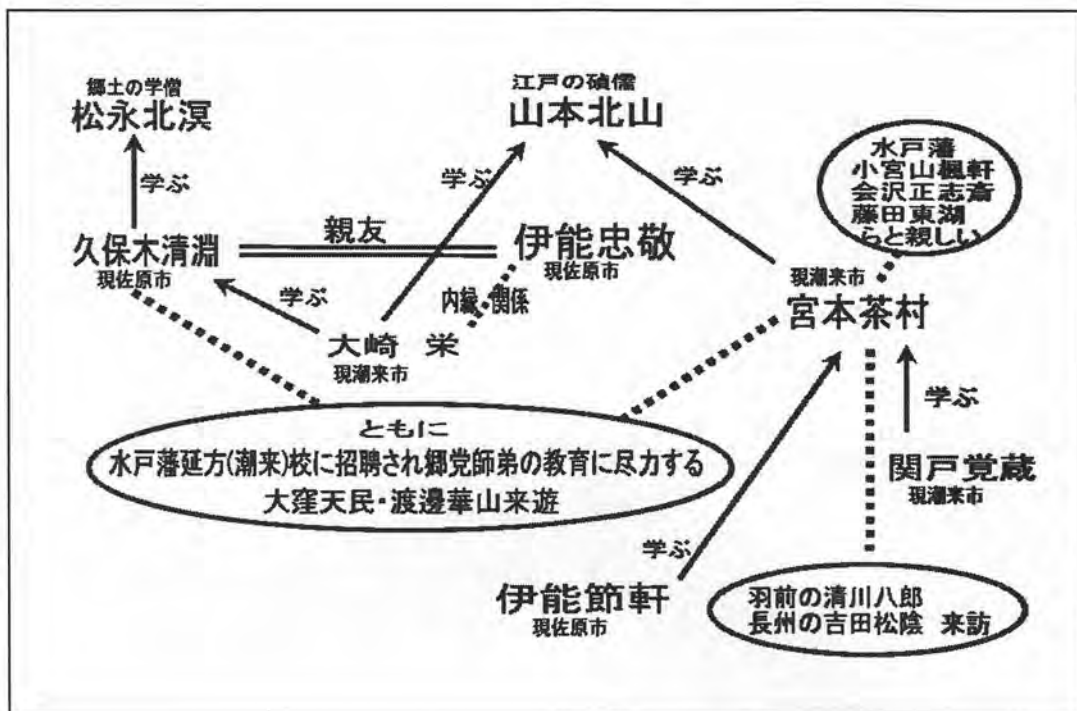 郷土の学僧
松永北溟
江戸の碩儒
山本北山
水戸藩
小宮山楓軒
会沢正志斎
藤田東湖
らと親しい
学ぶ
学ぶ
学ぶ
久保木清淵
現佐原市
親友
伊能忠敬
現佐原市
現潮来市
宮本茶村
学ぶ
内縁 関係
大崎 栄
現潮来市
学ぶ
ともに
水戸藩延方(潮来)校に招聘され郷党師弟の教育に尽力する
大窪天民・渡邊華山来遊
関戸覚蔵
現潮来市
学ぶ
伊能節軒
現佐原市
羽前の清川八郎
長州の吉田松陰 来訪